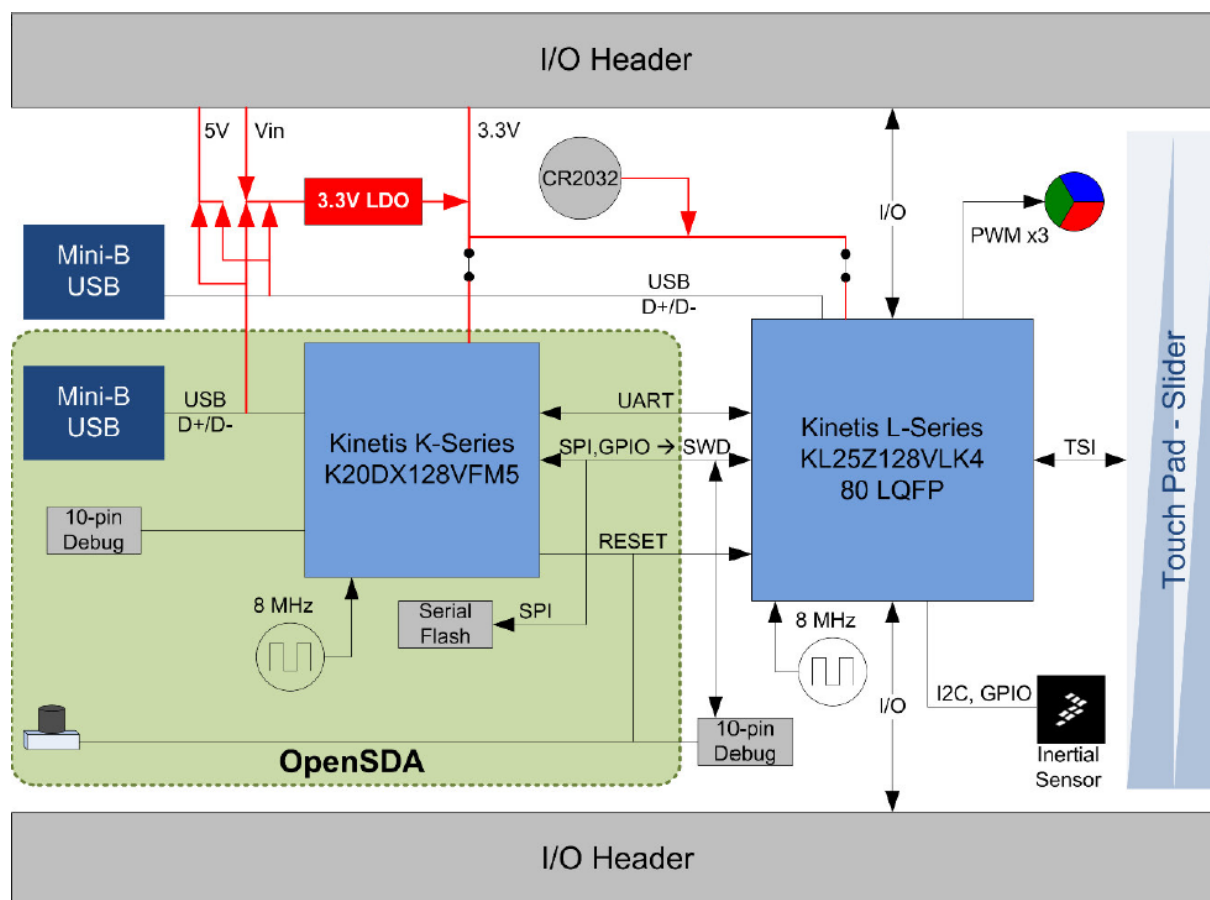 I/O Header
5V
Vin
3.3V
3.3V LDO
CR2032
I/O
PWM x3
Mini-B
USB
USB
D+/D-
Mini-B
USB
USB
D+/D-
Kinetis K-Series
K20DX128VFM5
UART
SPI,GPIO → SWD
RESET
Kinetis L-Series
KL25Z128VLK4
80 LQFP
TSI
Touch Pad - Slider
10-pin
Debug
8 MHz
Serial
Flash
SPI
8 MHz
I/O
I2C, GPIO
Inertial
Sensor
10-pin
Debug
OpenSDA
I/O Header